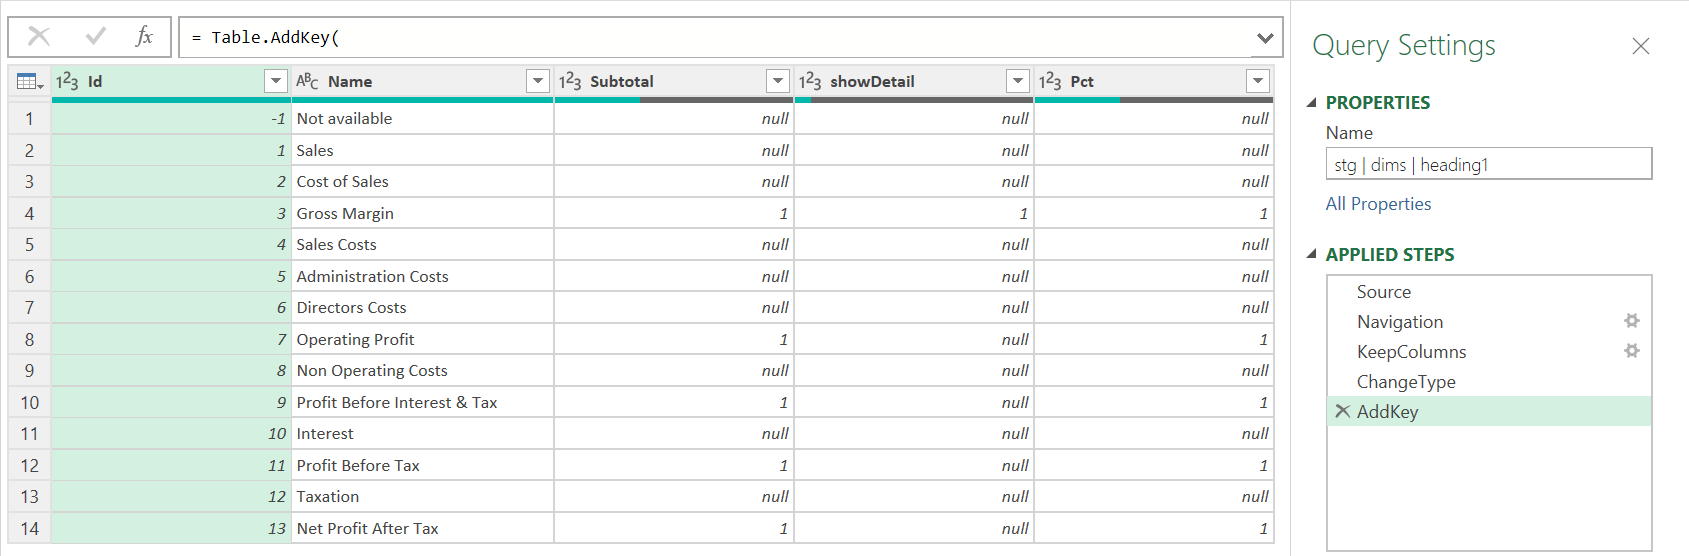 fx = Table.AddKey(
1²3 Id ABC Name 1²3 Subtotal 1²3 showDetail 1²3 Pct
1 -1 Not available null null null
2 1 Sales null null null
3 2 Cost of Sales null null null
4 3 Gross Margin 1 1 1
5 4 Sales Costs null null null
6 5 Administration Costs null null null
7 6 Directors Costs null null null
8 7 Operating Profit 1 null 1
9 8 Non Operating Costs null null null
10 9 Profit Before Interest & Tax 1 null 1
11 10 Interest null null null
12 11 Profit Before Tax 1 null 1
13 12 Taxation null null null
14 13 Net Profit After Tax 1 null 1
Query Settings
PROPERTIES
Name
stg | dims | heading1
All Properties
APPLIED STEPS
Source
Navigation
KeepColumns
ChangeType
AddKey